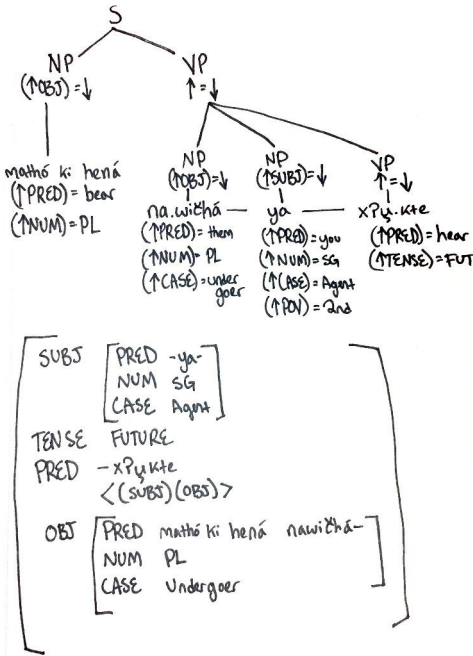 S
NP VP
(↑OBJ)=↓ ↑=↓
mathó ki hená
(↑PRED)= bear
(↑NUM)= PL
NP NP VP
(↑OBJ)=↓ (↑SUBJ)=↓ ↑=↓
na.wičhá — ya — xʔų.kte
(↑PRED)= them (↑PRED)= you (↑PRED)= hear
(↑NUM)= PL (↑NUM)= SG (↑TENSE)= FUT
(↑CASE)= under goer (↑CASE)= Agent
(↑POV)= 2nd
SUBJ [PRED -ya-
NUM SG
CASE Agent]
TENSE FUTURE
PRED -xʔųkte
<(SUBJ)(OBJ)>
OBJ [PRED mathó ki hená nawičhá-
NUM PL
CASE Undergoer]